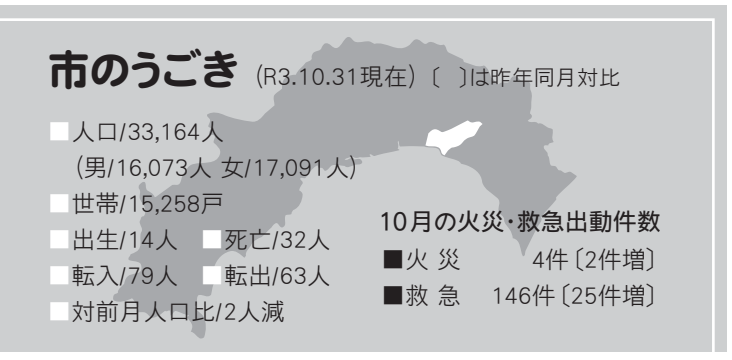 市のうごき (R3.10.31現在)〔 〕は昨年同月対比
■人口/33,164人
(男/16,073人 女/17,091人)
■世帯/15,258戸
■出生/14人 ■死亡/32人
■転入/79人 ■転出/63人
■対前月人口比/2人減
10月の火災・救急出動件数
■火 災 4件〔2件増〕
■救 急 146件〔25件増〕